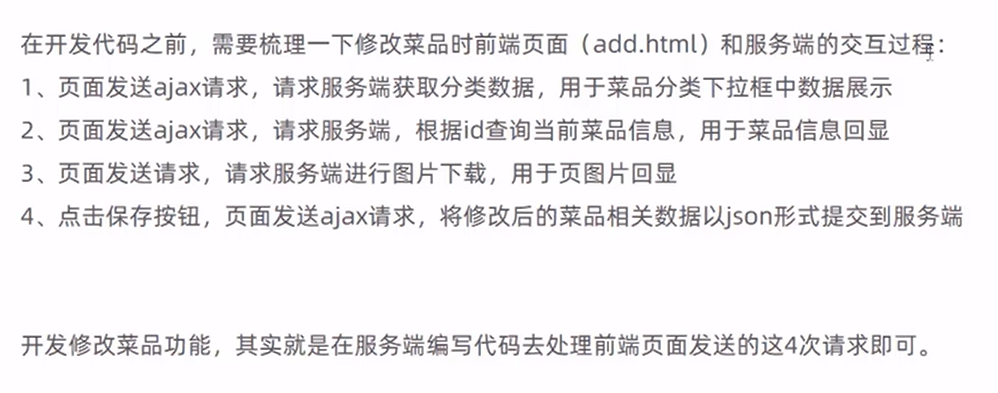 在开发代码之前，需要梳理一下修改菜品时前端页面（add.html）和服务端的交互过程：
1、页面发送ajax请求，请求服务端获取分类数据，用于菜品分类下拉框中数据展示
2、页面发送ajax请求，请求服务端，根据id查询当前菜品信息，用于菜品信息回显
3、页面发送请求，请求服务端进行图片下载，用于页图片回显
4、点击保存按钮，页面发送ajax请求，将修改后的菜品相关数据以json形式提交到服务端
开发修改菜品功能，其实就是在服务端编写代码去处理前端页面发送的这4次请求即可。